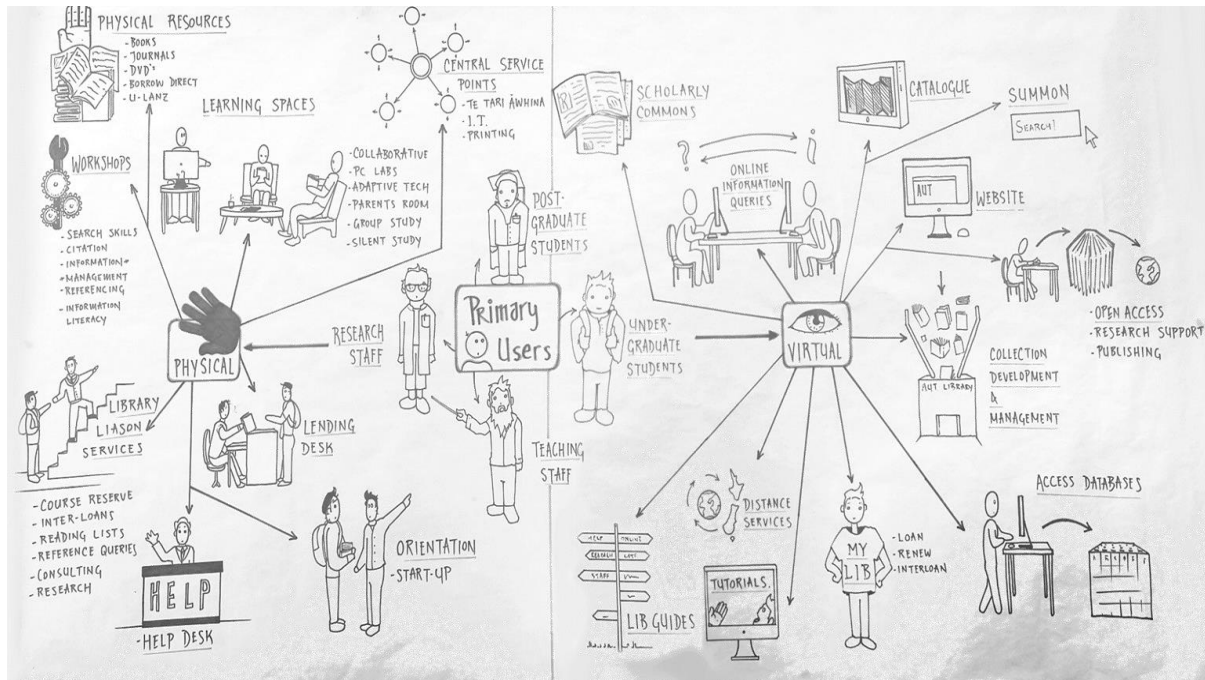 PHYSICAL RESOURCES
-BOOKS
-JOURNALS
-DVD's
-BORROW DIRECT
-U-LANZ
LEARNING SPACES
-COLLABORATIVE
-PC LABS
-ADAPTIVE TECH
-PARENTS ROOM
-GROUP STUDY
-SILENT STUDY
CENTRAL SERVICE
POINTS
-TE TARI ĀWHINA
-I.T.
-PRINTING
WORKSHOPS
-SEARCH SKILLS
-CITATION
-INFORMATION
MANAGEMENT
-REFERENCING
-INFORMATION
LITERACY
PHYSICAL
LIBRARY
LIASON
SERVICES
-COURSE RESERVE
-INTER-LOANS
-READING LISTS
-REFERENCE QUERIES
-CONSULTING
-RESEARCH
LENDING
DESK
HELP
-HELP DESK
ORIENTATION
-START-UP
POST-
GRADUATE
STUDENTS
RESEARCH
STAFF
Primary
Users
UNDER-
GRADUATE
STUDENTS
TEACHING
STAFF
SCHOLARLY
COMMONS
?
i
ONLINE
INFORMATION
QUERIES
CATALOGUE
SUMMON
SEARCH!
AUT
WEBSITE
-OPEN ACCESS
-RESEARCH SUPPORT
-PUBLISHING
VIRTUAL
AUT LIBRARY
COLLECTION
DEVELOPMENT
&
MANAGEMENT
ACCESS DATABASES
DISTANCE
SERVICES
MY
LIB
-LOAN
-RENEW
-INTERLOAN
HELP
ONLINE
STAFF
LIB GUIDES
TUTORIALS.